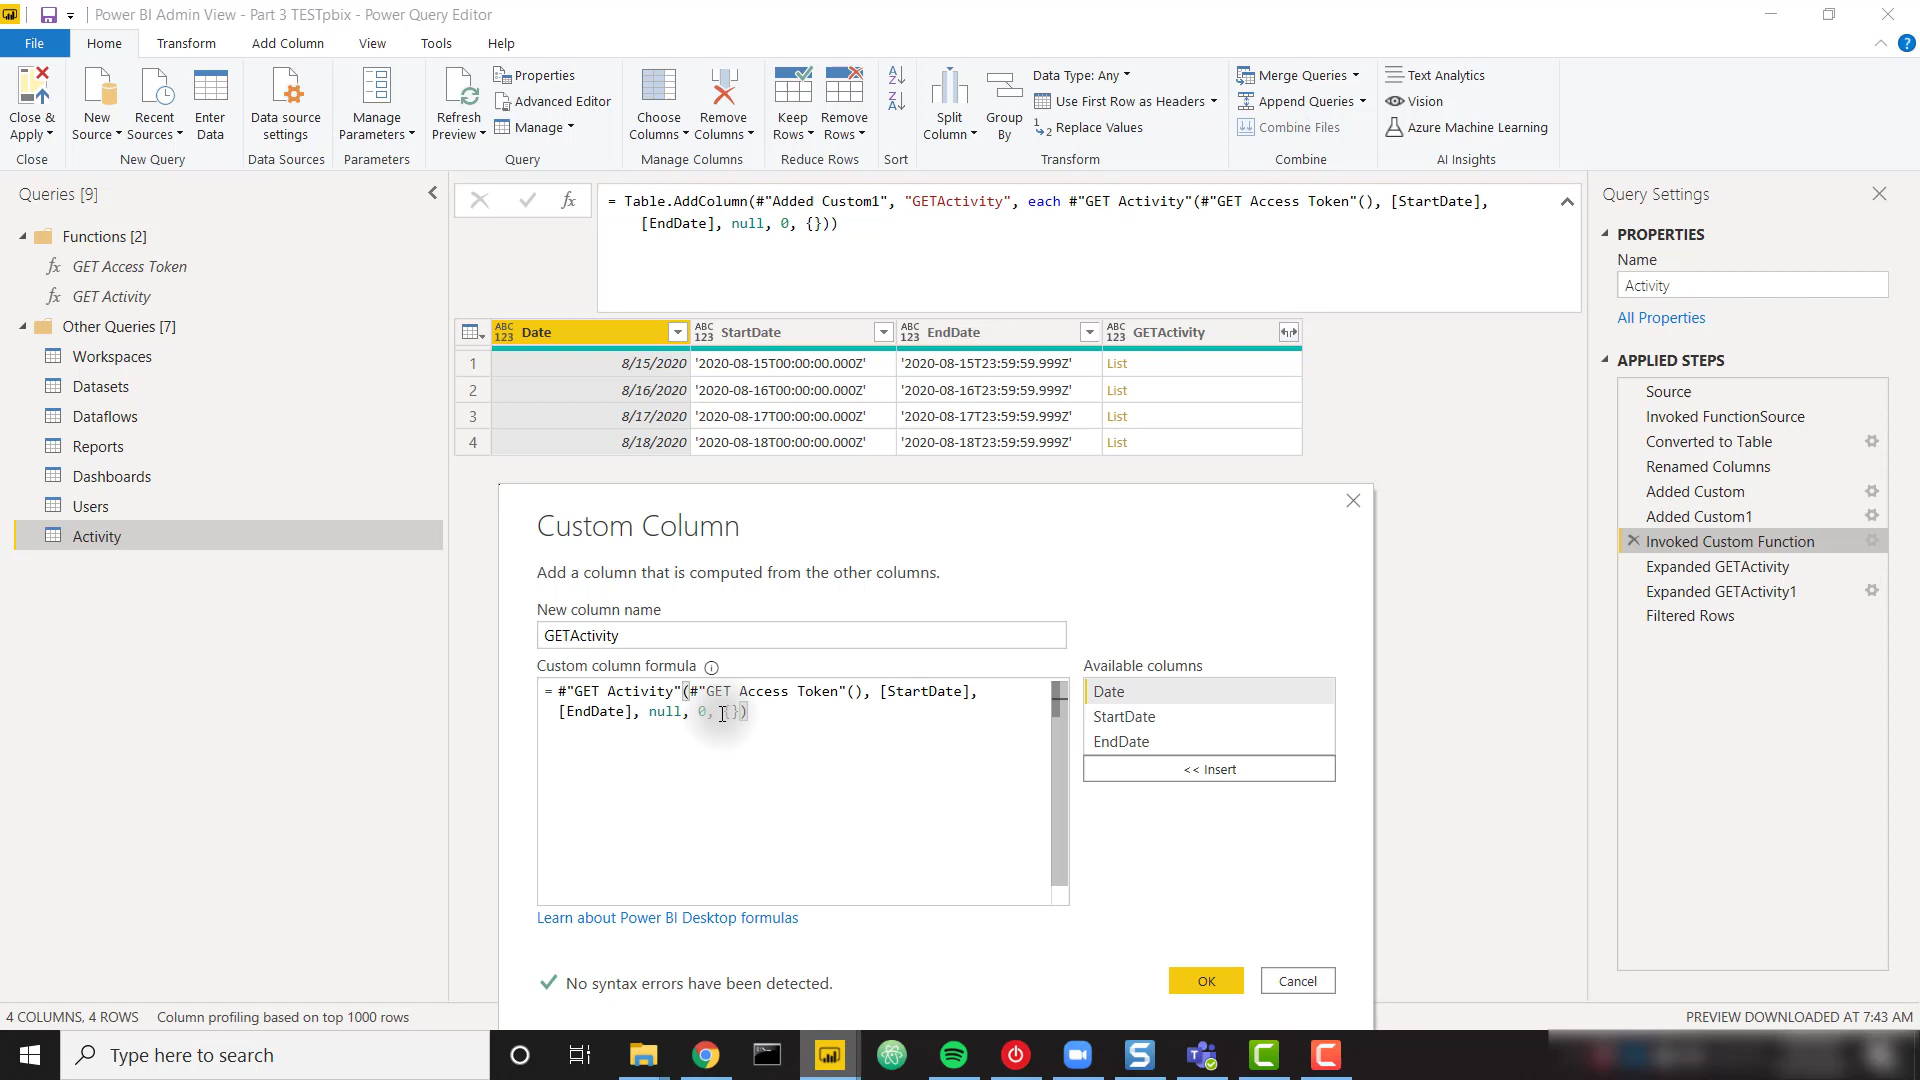 Power BI Admin View - Part 3 TESTpbix - Power Query Editor
File Home Transform Add Column View Tools Help
Close & Apply
New Source
Recent Sources
Enter Data
Data source settings
Manage Parameters
Refresh Preview
Properties
Advanced Editor
Manage
Choose Columns
Remove Columns
Keep Rows
Remove Rows
Split Column
Group By
Data Type: Any
Use First Row as Headers
Replace Values
Merge Queries
Append Queries
Combine Files
Text Analytics
Vision
Azure Machine Learning
Close New Query Data Sources Parameters Query Manage Columns Reduce Rows Sort Transform Combine AI Insights
Queries [9]
Functions [2]
fx GET Access Token
fx GET Activity
Other Queries [7]
Workspaces
Datasets
Dataflows
Reports
Dashboards
Users
Activity
fx
= Table.AddColumn(#"Added Custom1", "GETActivity", each #"GET Activity"(#"GET Access Token"(), [StartDate],
[EndDate], null, 0, {}))
ABC 123 Date ABC 123 StartDate ABC 123 EndDate ABC 123 GETActivity
1 8/15/2020 '2020-08-15T00:00:00.000Z' '2020-08-15T23:59:59.999Z' List
2 8/16/2020 '2020-08-16T00:00:00.000Z' '2020-08-16T23:59:59.999Z' List
3 8/17/2020 '2020-08-17T00:00:00.000Z' '2020-08-17T23:59:59.999Z' List
4 8/18/2020 '2020-08-18T00:00:00.000Z' '2020-08-18T23:59:59.999Z' List
Custom Column
Add a column that is computed from the other columns.
New column name
GETActivity
Custom column formula
= #"GET Activity"(#"GET Access Token"(), [StartDate],
[EndDate], null, 0, {})
Available columns
Date
StartDate
EndDate
<< Insert
Learn about Power BI Desktop formulas
No syntax errors have been detected.
OK
Cancel
Query Settings
PROPERTIES
Name
Activity
All Properties
APPLIED STEPS
Source
Invoked FunctionSource
Converted to Table
Renamed Columns
Added Custom
Added Custom1
Invoked Custom Function
Expanded GETActivity
Expanded GETActivity1
Filtered Rows
4 COLUMNS, 4 ROWS Column profiling based on top 1000 rows
PREVIEW DOWNLOADED AT 7:43 AM
Type here to search